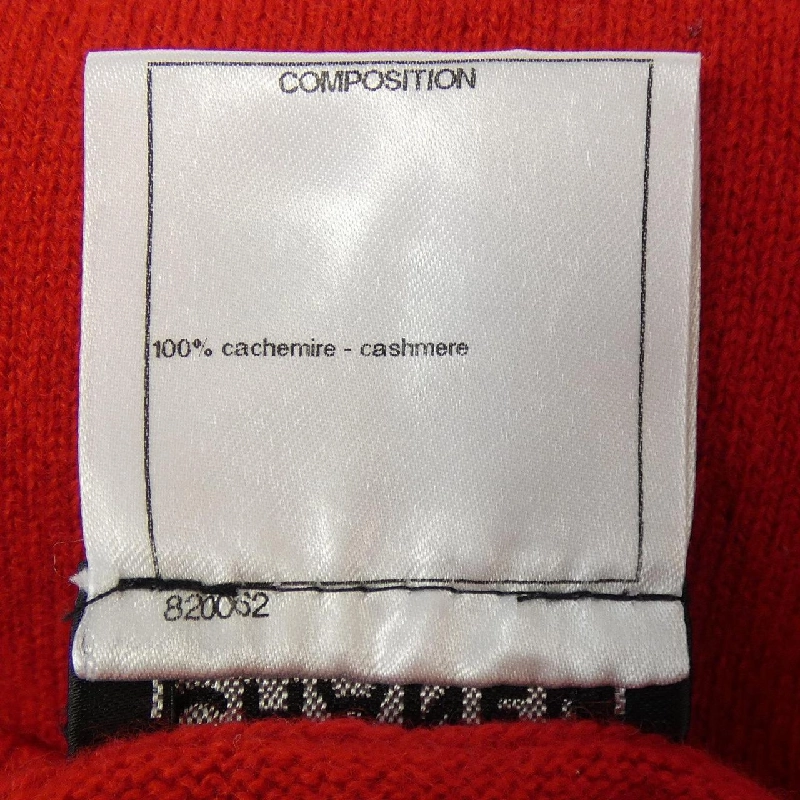 COMPOSITION
100% cachemire - cashmere
820062